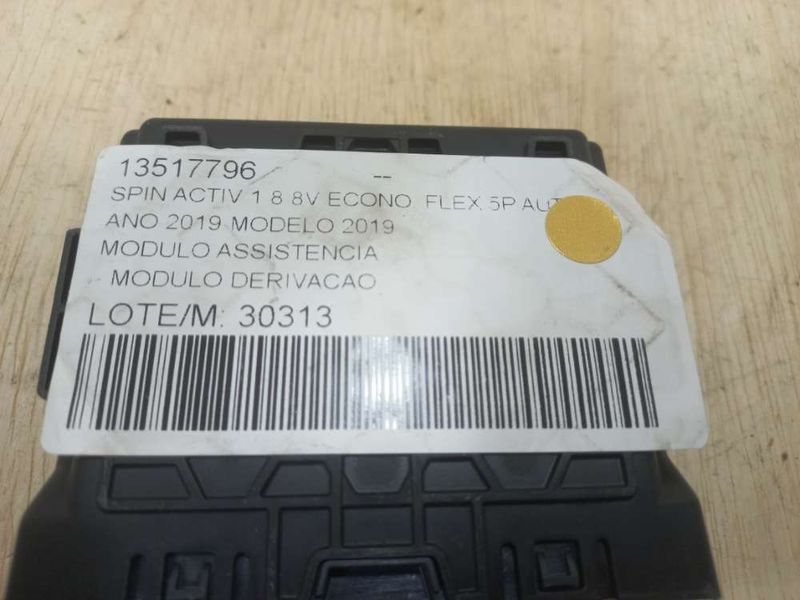 13517796 --
SPIN ACTIV 1 8 8V ECONO FLEX 5P AUT
ANO 2019 MODELO 2019
MODULO ASSISTENCIA
- MODULO DERIVACAO
LOTE/M: 30313